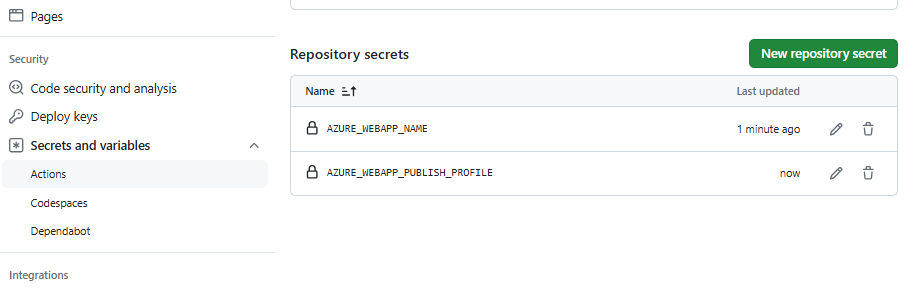 Pages
Security
Code security and analysis
Deploy keys
Secrets and variables
Actions
Codespaces
Dependabot
Integrations
Repository secrets
New repository secret
Name Last updated
AZURE_WEBAPP_NAME 1 minute ago
AZURE_WEBAPP_PUBLISH_PROFILE now